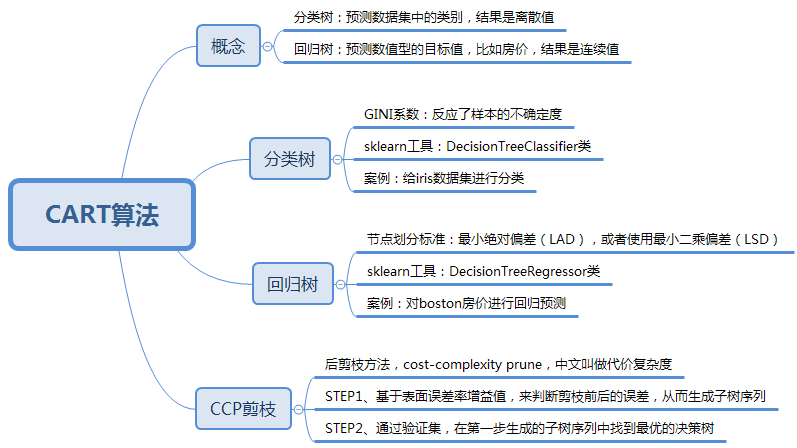 CART算法
概念
分类树：预测数据集中的类别，结果是离散值
回归树：预测数值型的目标值，比如房价，结果是连续值
分类树
GINI系数：反应了样本的不确定度
sklearn工具：DecisionTreeClassifier类
案例：给iris数据集进行分类
回归树
节点划分标准：最小绝对偏差（LAD），或者使用最小二乘偏差（LSD）
sklearn工具：DecisionTreeRegressor类
案例：对boston房价进行回归预测
CCP剪枝
后剪枝方法，cost-complexity prune，中文叫做代价复杂度
STEP1、基于表面误差率增益值，来判断剪枝前后的误差，从而生成子树序列
STEP2、通过验证集，在第一步生成的子树序列中找到最优的决策树